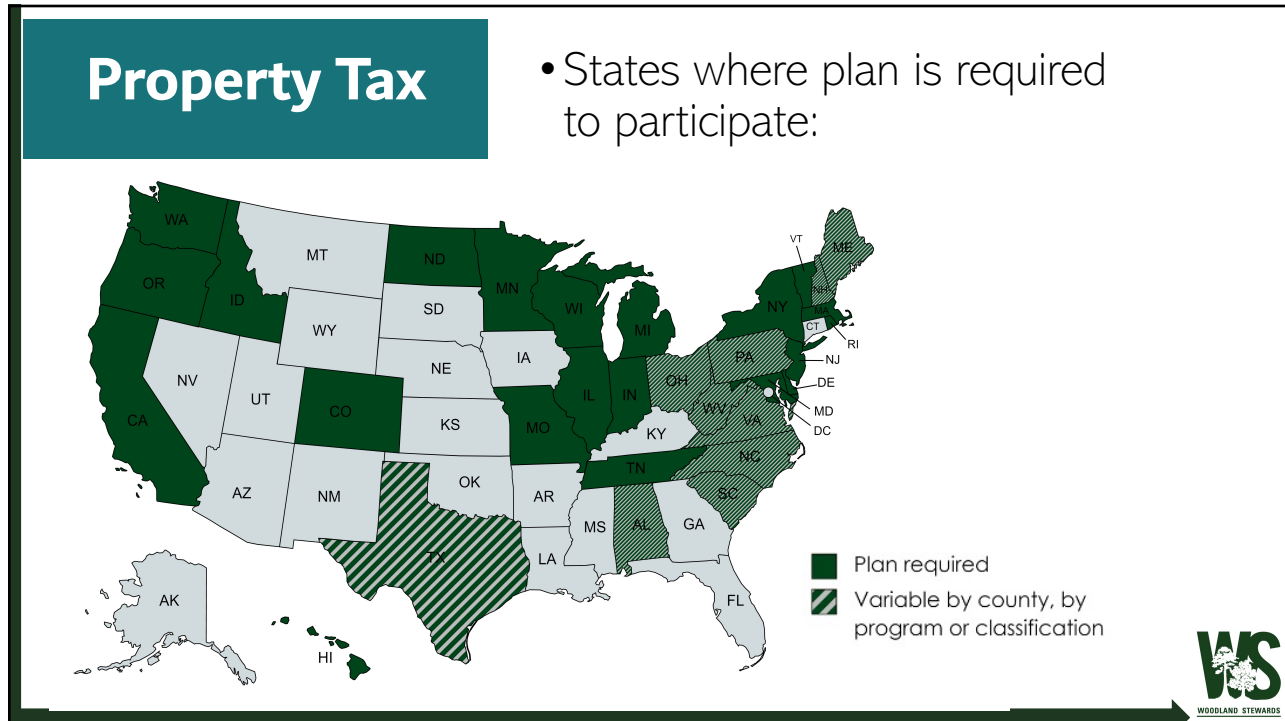 Property Tax
• States where plan is required
to participate:
WA
MT
ND
MN
OR
ID
WY
SD
WI
MI
NY
VT
ME
NH
MA
CT
RI
NJ
DE
MD
DC
NV
UT
CO
NE
IA
KS
MO
IL
IN
OH
PA
WV
VA
KY
CA
AZ
NM
OK
AR
TN
NC
SC
TX
LA
MS
AL
GA
FL
AK
HI
Plan required
Variable by county, by
program or classification
WS
WOODLAND STEWARDS